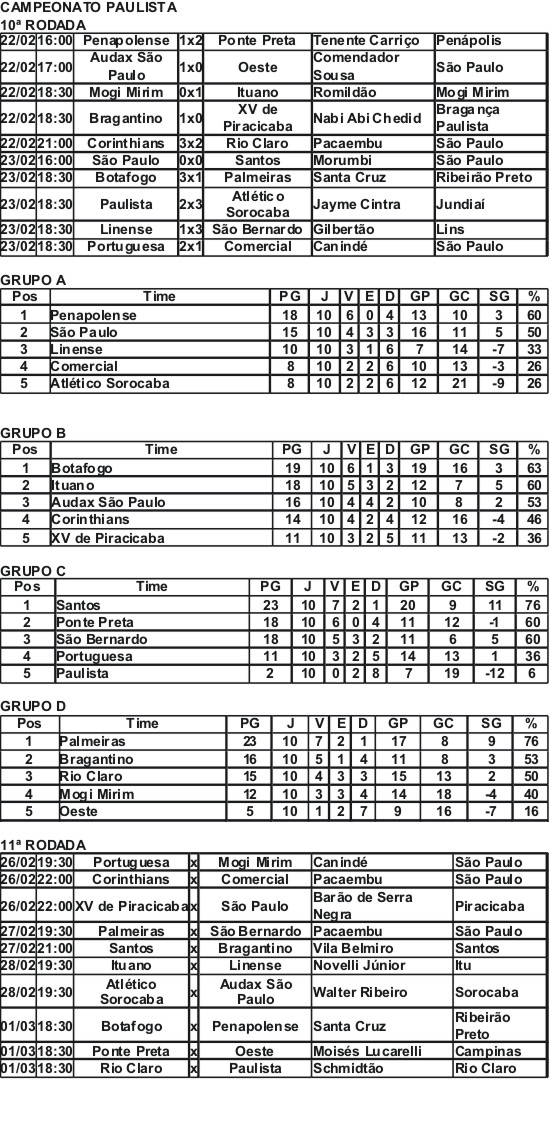 CAMPEONATO PAULISTA
10ª RODADA
22/02 16:00 Penapolense 1x2 Ponte Preta Tenente Carriço Penápolis
22/02 17:00 Audax São Paulo 1x0 Oeste Comendador Sousa São Paulo
22/02 18:30 Mogi Mirim 0x1 Ituano Romildão Mogi Mirim
22/02 18:30 Bragantino 1x0 XV de Piracicaba Nabi Abi Chedid Bragança Paulista
22/02 21:00 Corinthians 3x2 Rio Claro Pacaembu São Paulo
23/02 16:00 São Paulo 0x0 Santos Morumbi São Paulo
23/02 18:30 Botafogo 3x1 Palmeiras Santa Cruz Ribeirão Preto
23/02 18:30 Paulista 2x3 Atlético Sorocaba Jayme Cintra Jundiaí
23/02 18:30 Linense 1x3 São Bernardo Gilbertão Lins
23/02 18:30 Portuguesa 2x1 Comercial Canindé São Paulo
GRUPO A
Pos Time PG J V E D GP GC SG %
1 Penapolense 18 10 6 0 4 13 10 3 60
2 São Paulo 15 10 4 3 3 16 11 5 50
3 Linense 10 10 3 1 6 7 14 -7 33
4 Comercial 8 10 2 2 6 10 13 -3 26
5 Atlético Sorocaba 8 10 2 2 6 12 21 -9 26
GRUPO B
Pos Time PG J V E D GP GC SG %
1 Botafogo 19 10 6 1 3 19 16 3 63
2 Ituano 18 10 5 3 2 12 7 5 60
3 Audax São Paulo 16 10 4 4 2 10 8 2 53
4 Corinthians 14 10 4 2 4 12 16 -4 46
5 XV de Piracicaba 11 10 3 2 5 11 13 -2 36
GRUPO C
Pos Time PG J V E D GP GC SG %
1 Santos 23 10 7 2 1 20 9 11 76
2 Ponte Preta 18 10 6 0 4 11 12 -1 60
3 São Bernardo 18 10 5 3 2 11 6 5 60
4 Portuguesa 11 10 3 2 5 14 13 1 36
5 Paulista 2 10 0 2 8 7 19 -12 6
GRUPO D
Pos Time PG J V E D GP GC SG %
1 Palmeiras 23 10 7 2 1 17 8 9 76
2 Bragantino 16 10 5 1 4 11 8 3 53
3 Rio Claro 15 10 4 3 3 15 13 2 50
4 Mogi Mirim 12 10 3 3 4 14 18 -4 40
5 Oeste 5 10 1 2 7 9 16 -7 16
11ª RODADA
26/02 19:30 Portuguesa x Mogi Mirim Canindé São Paulo
26/02 22:00 Corinthians x Comercial Pacaembu São Paulo
26/02 22:00 XV de Piracicaba x São Paulo Barão de Serra Negra Piracicaba
27/02 19:30 Palmeiras x São Bernardo Pacaembu São Paulo
27/02 21:00 Santos x Bragantino Vila Belmiro Santos
28/02 19:30 Ituano x Linense Novelli Júnior Itu
28/02 19:30 Atlético Sorocaba x Audax São Paulo Walter Ribeiro Sorocaba
01/03 18:30 Botafogo x Penapolense Santa Cruz Ribeirão Preto
01/03 18:30 Ponte Preta x Oeste Moisés Lucarelli Campinas
01/03 18:30 Rio Claro x Paulista Schmidtão Rio Claro